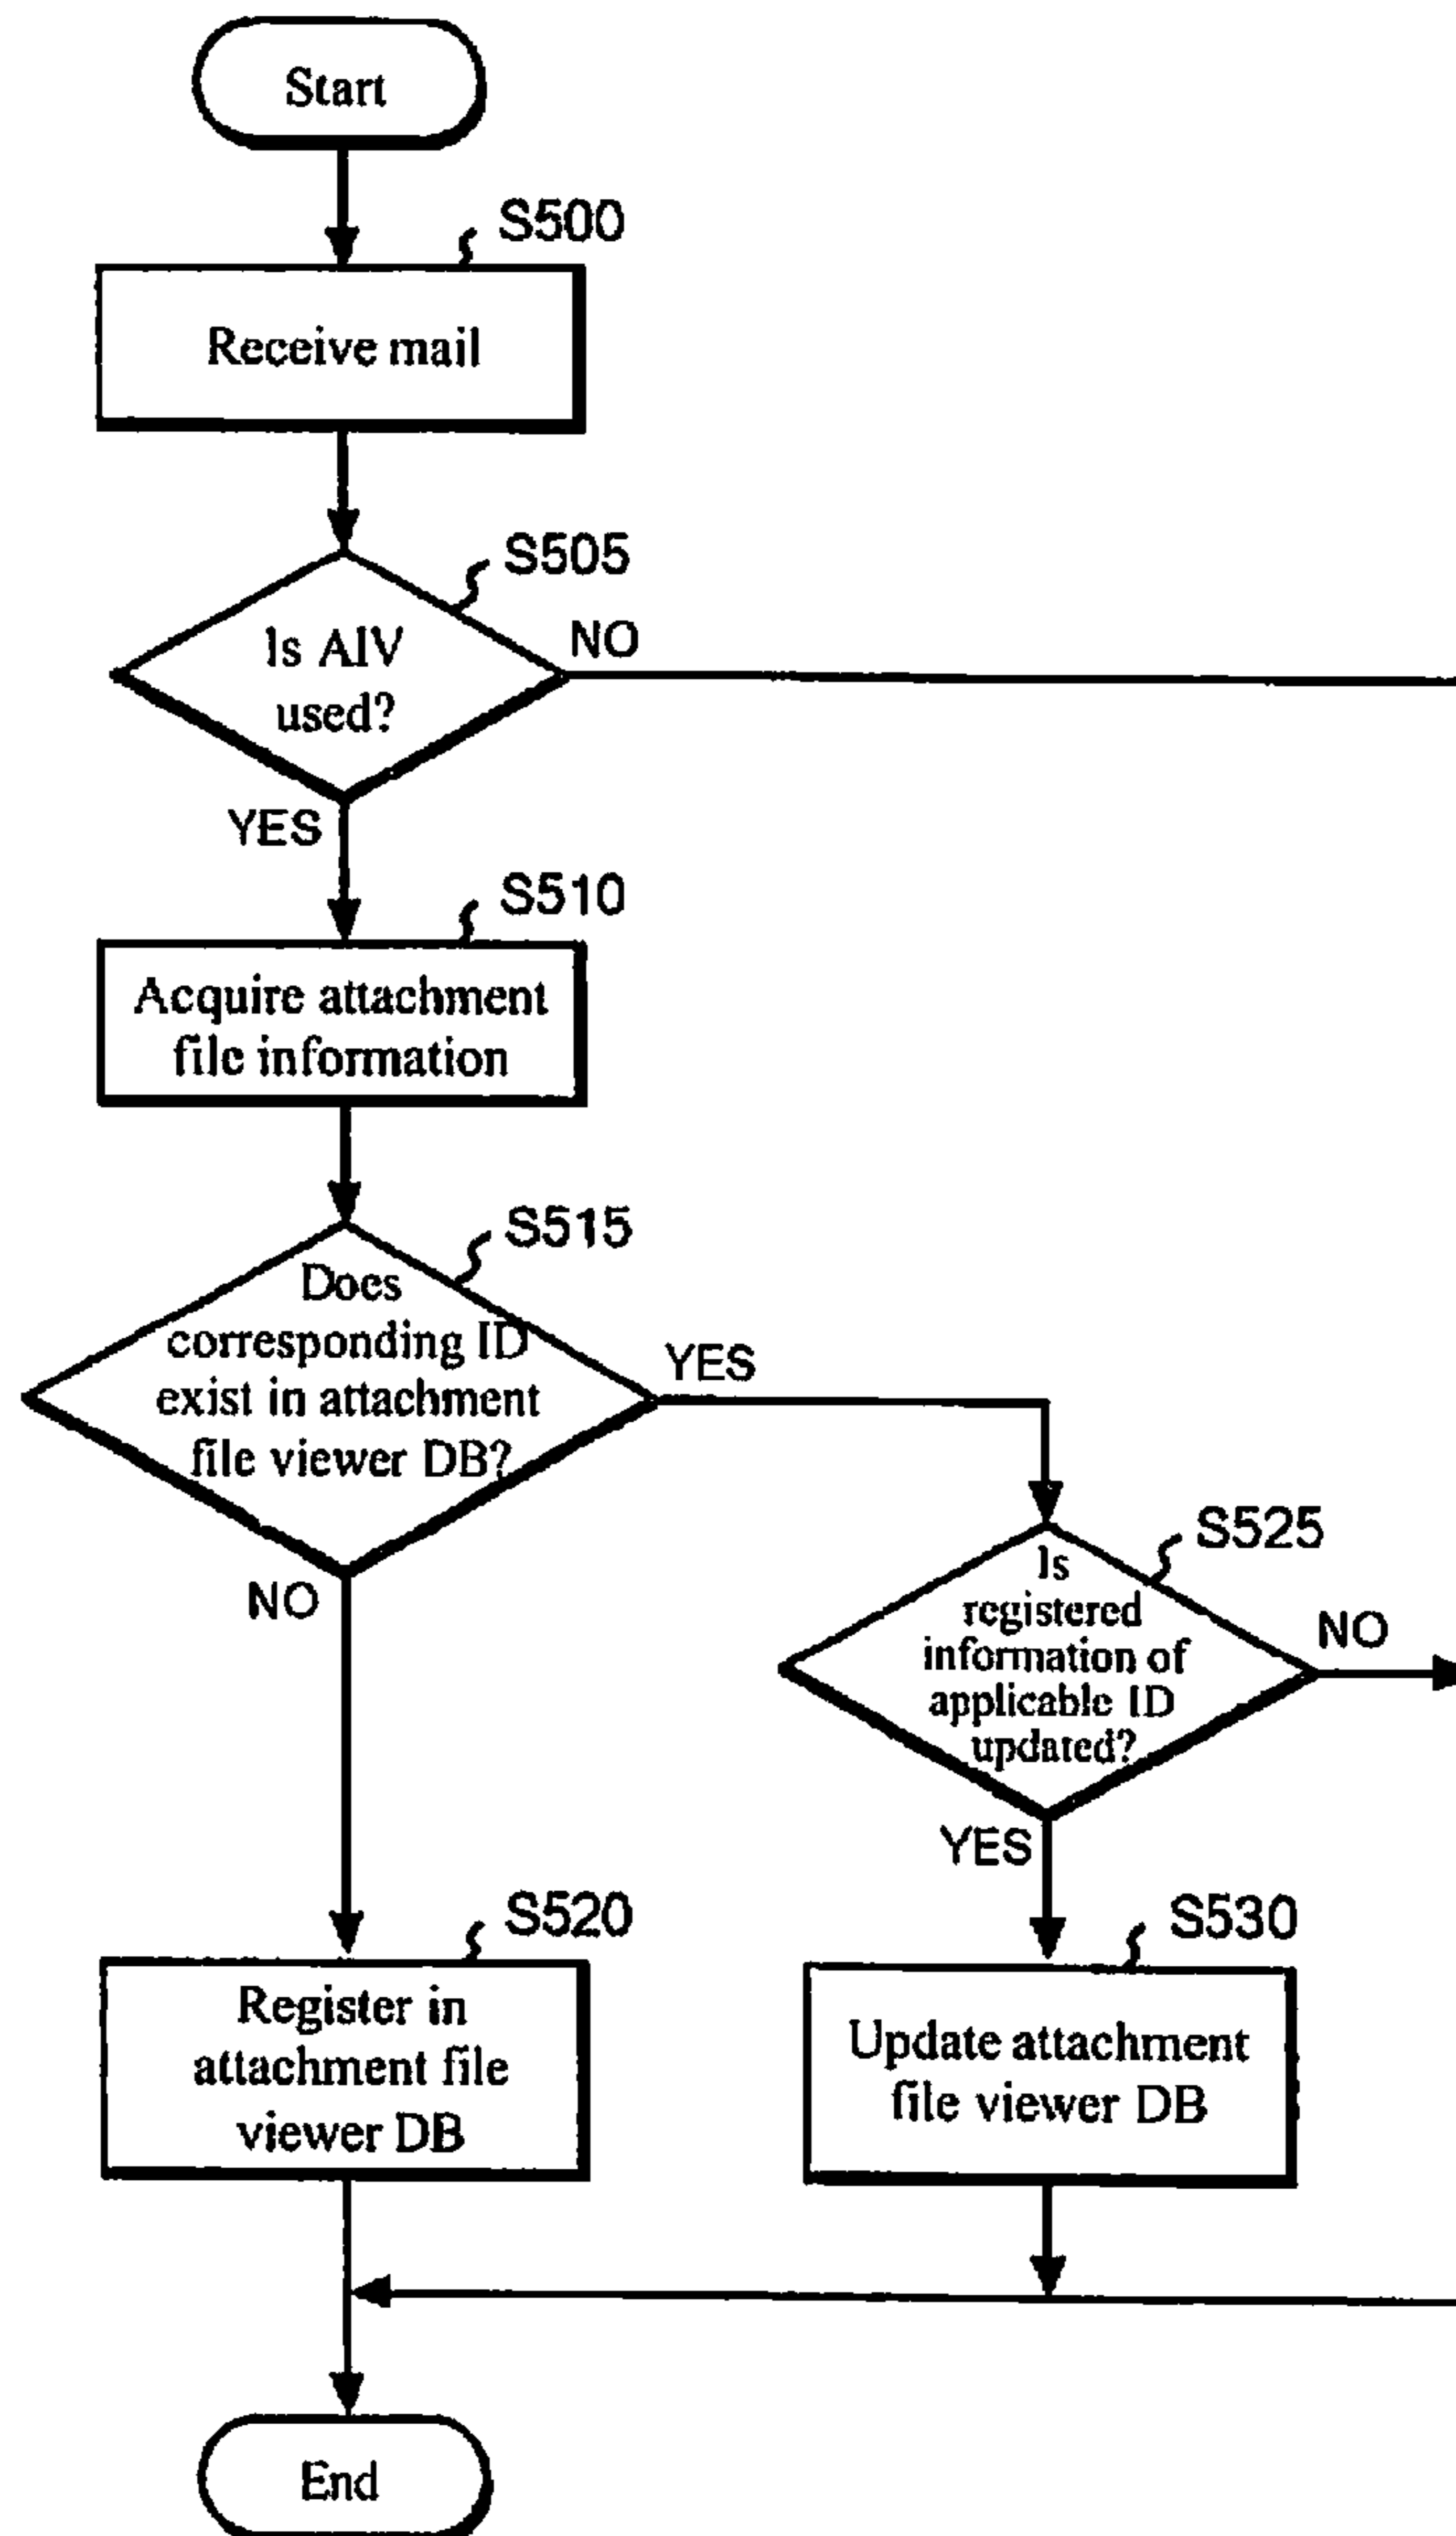 Start
S500
Receive mail
S505
Is AIV
used?
NO
YES
S510
Acquire attachment
file information
S515
Does
corresponding ID
exist in attachment
file viewer DB?
YES
NO
S525
Is
registered
information of
applicable ID
updated?
NO
YES
S520
Register in
attachment file
viewer DB
S530
Update attachment
file viewer DB
End